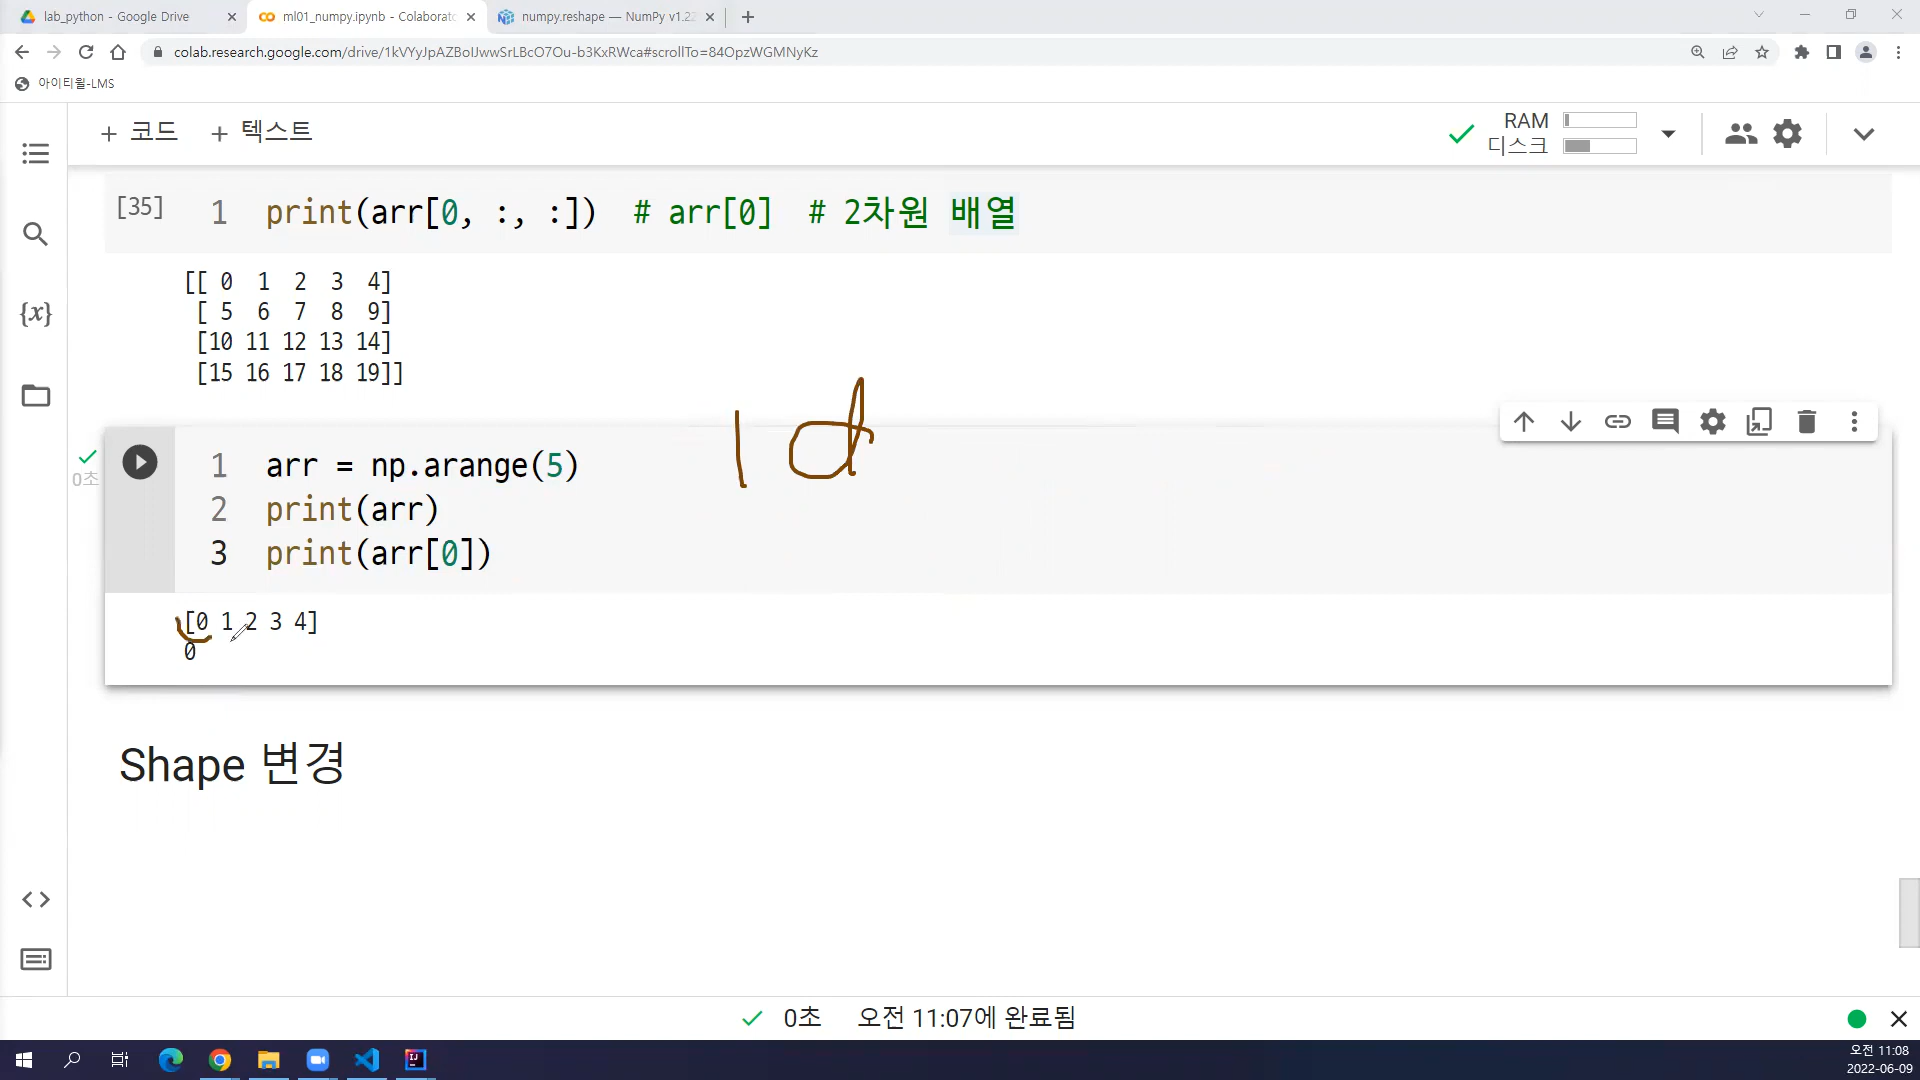 lab_python - Google Drive
ml01_numpy.ipynb - Colaborato
numpy.reshape — NumPy v1.22
colab.research.google.com/drive/1kVYyJpAZBoIJwwSrLBcO7Ou-b3KxRWca#scrollTo=84OpzWGMNyKz
아이티윌-LMS
+ 코드 + 텍스트
RAM
디스크
{x}
[35] 1 print(arr[0, :, :]) # arr[0] # 2차원 배열
[[ 0 1 2 3 4]
[ 5 6 7 8 9]
[10 11 12 13 14]
[15 16 17 18 19]]
1 d
0초
1 arr = np.arange(5)
2 print(arr)
3 print(arr[0])
[0 1 2 3 4]
0
Shape 변경
0초 오전 11:07에 완료됨
오전 11:08
2022-06-09